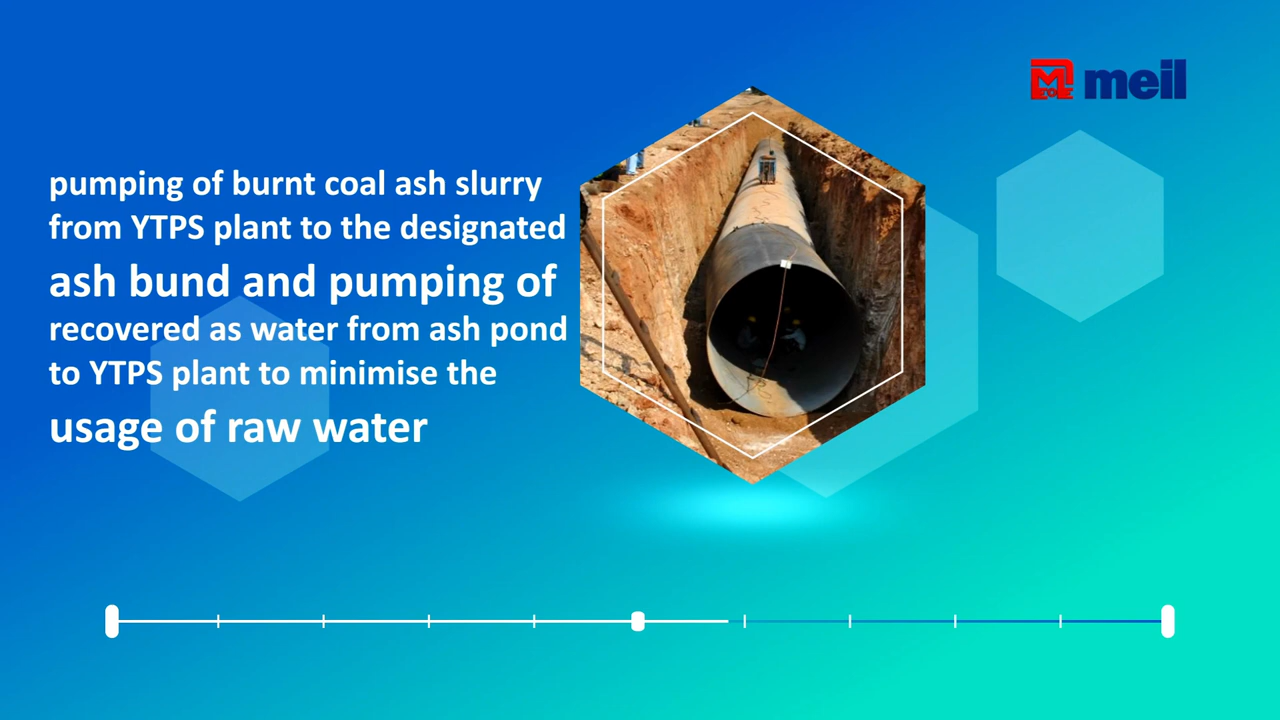 meil
pumping of burnt coal ash slurry
from YTPS plant to the designated
ash bund and pumping of
recovered as water from ash pond
to YTPS plant to minimise the
usage of raw water